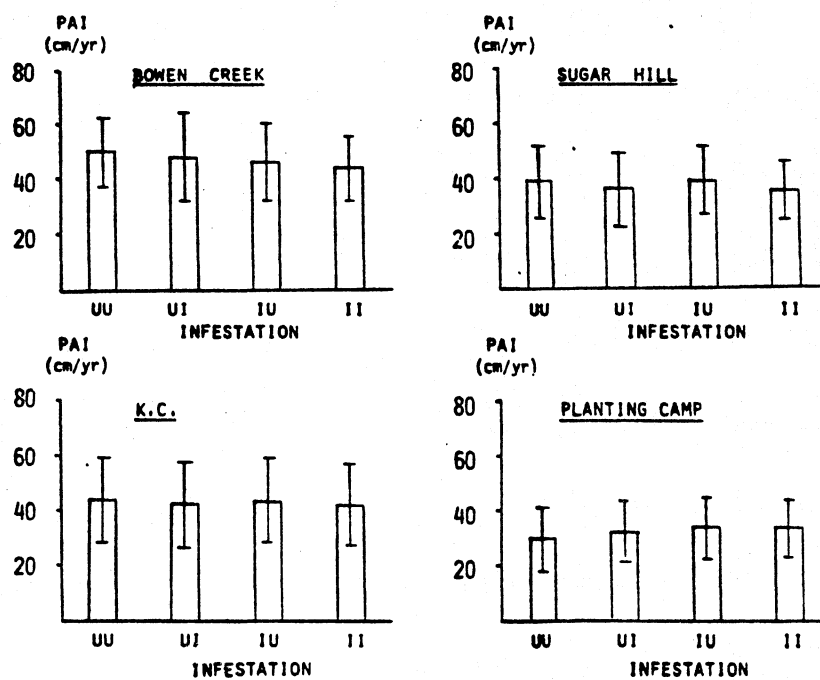 PAI
(cm/yr)
BOWEN CREEK
80
60
40
20
UU UI IU II
INFESTATION
PAI
(cm/yr)
SUGAR HILL
80
60
40
20
UU UI IU II
INFESTATION
PAI
(cm/yr)
K.C.
80
60
40
20
UU UI IU II
INFESTATION
PAI
(cm/yr)
PLANTING CAMP
80
60
40
20
UU UI IU II
INFESTATION